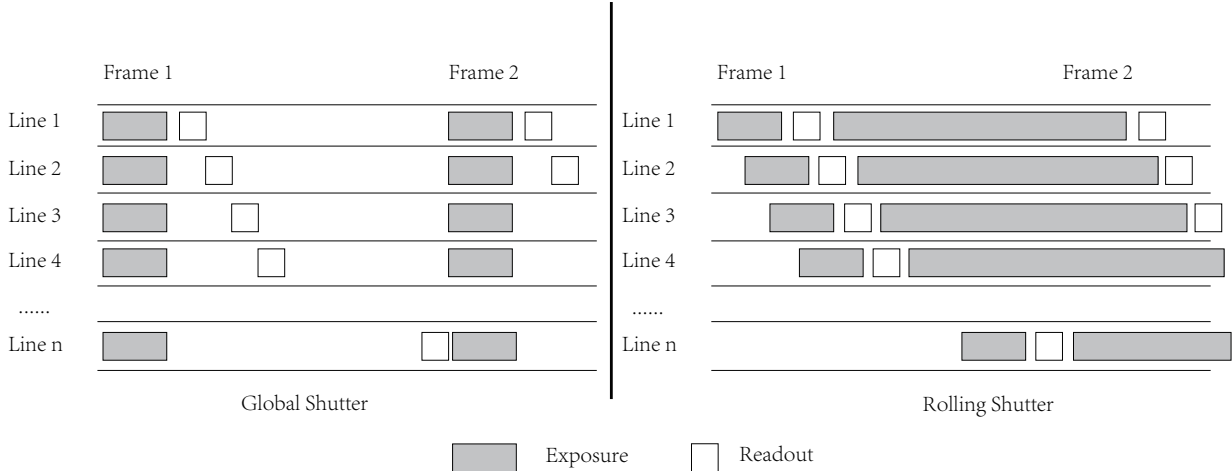 Frame 1 Frame 2
Line 1
Line 2
Line 3
Line 4
......
Line n
Global Shutter
Frame 1 Frame 2
Line 1
Line 2
Line 3
Line 4
......
Line n
Rolling Shutter
Exposure Readout